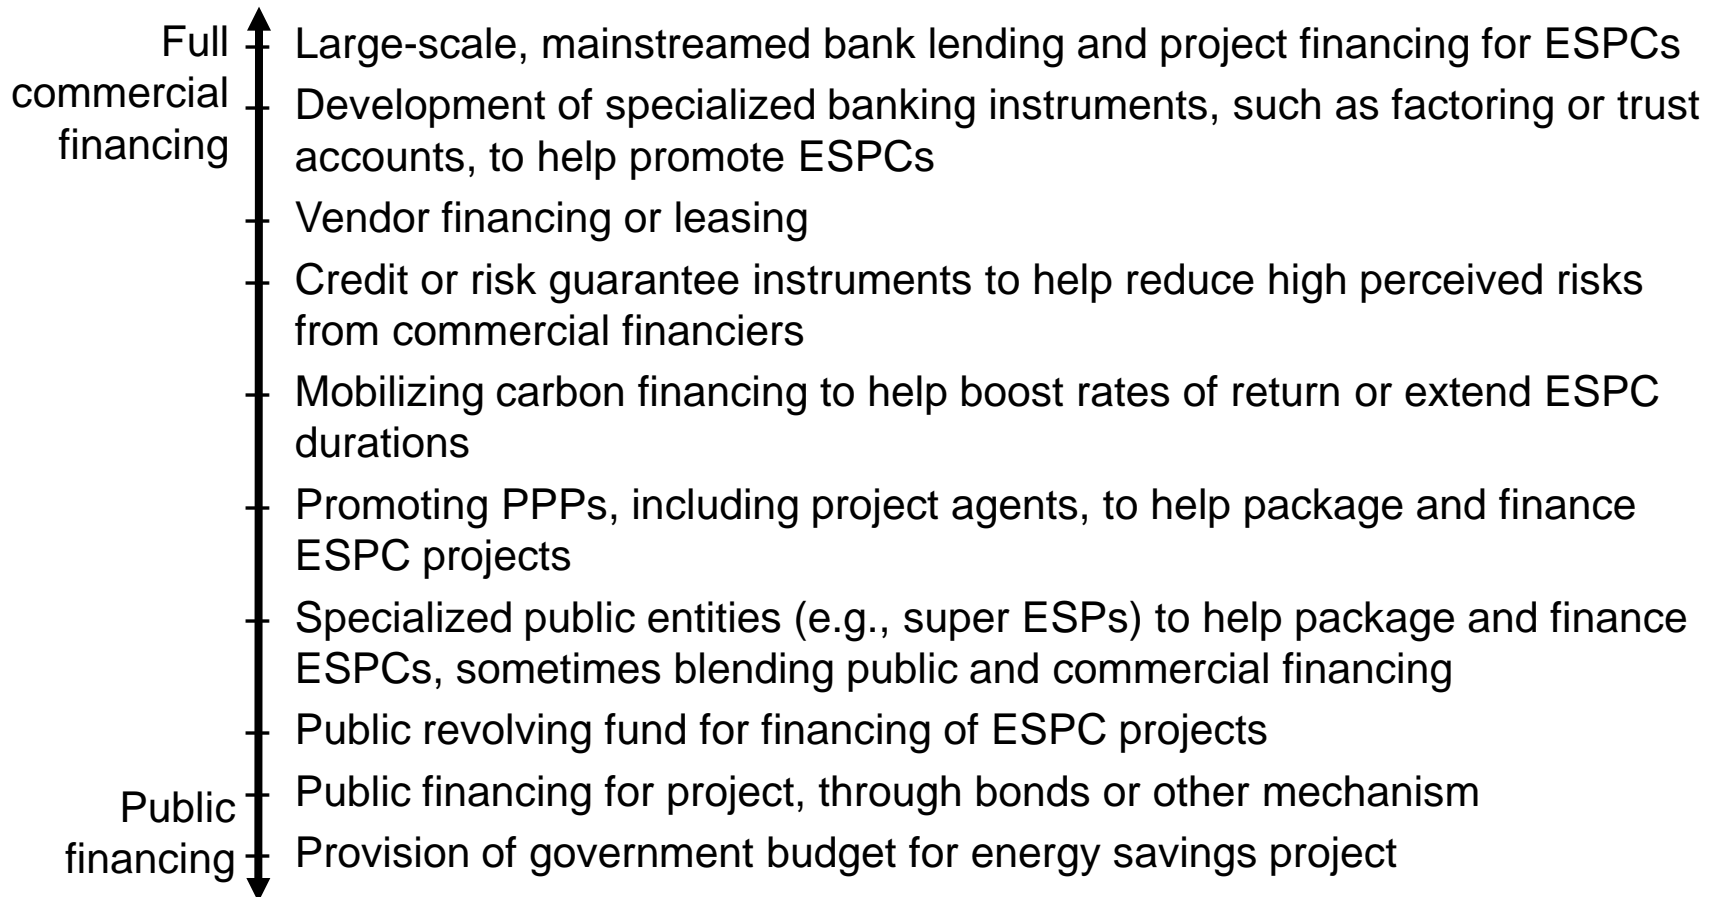 Full
commercial
financing
Large-scale, mainstreamed bank lending and project financing for ESPCs
Development of specialized banking instruments, such as factoring or trust
accounts, to help promote ESPCs
Vendor financing or leasing
Credit or risk guarantee instruments to help reduce high perceived risks
from commercial financiers
Mobilizing carbon financing to help boost rates of return or extend ESPC
durations
Promoting PPPs, including project agents, to help package and finance
ESPC projects
Specialized public entities (e.g., super ESPs) to help package and finance
ESPCs, sometimes blending public and commercial financing
Public revolving fund for financing of ESPC projects
Public financing for project, through bonds or other mechanism
Provision of government budget for energy savings project
Public
financing